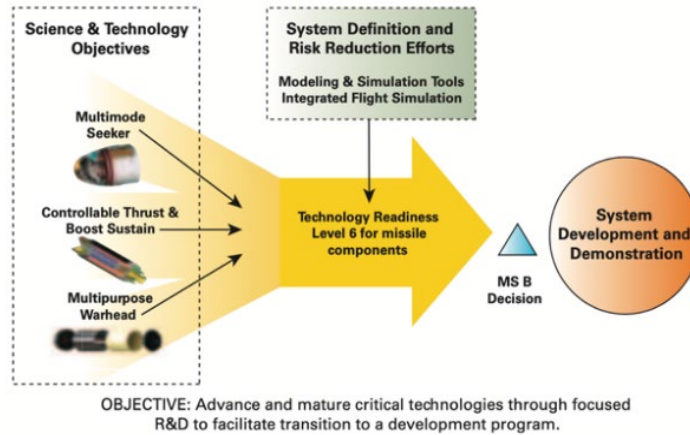 Science & Technology
Objectives
Multimode
Seeker
Controllable Thrust &
Boost Sustain
Multipurpose
Warhead
System Definition and
Risk Reduction Efforts
Modeling & Simulation Tools
Integrated Flight Simulation
Technology Readiness
Level 6 for missile
components
MS B
Decision
System
Development and
Demonstration
OBJECTIVE: Advance and mature critical technologies through focused
R&D to facilitate transition to a development program.